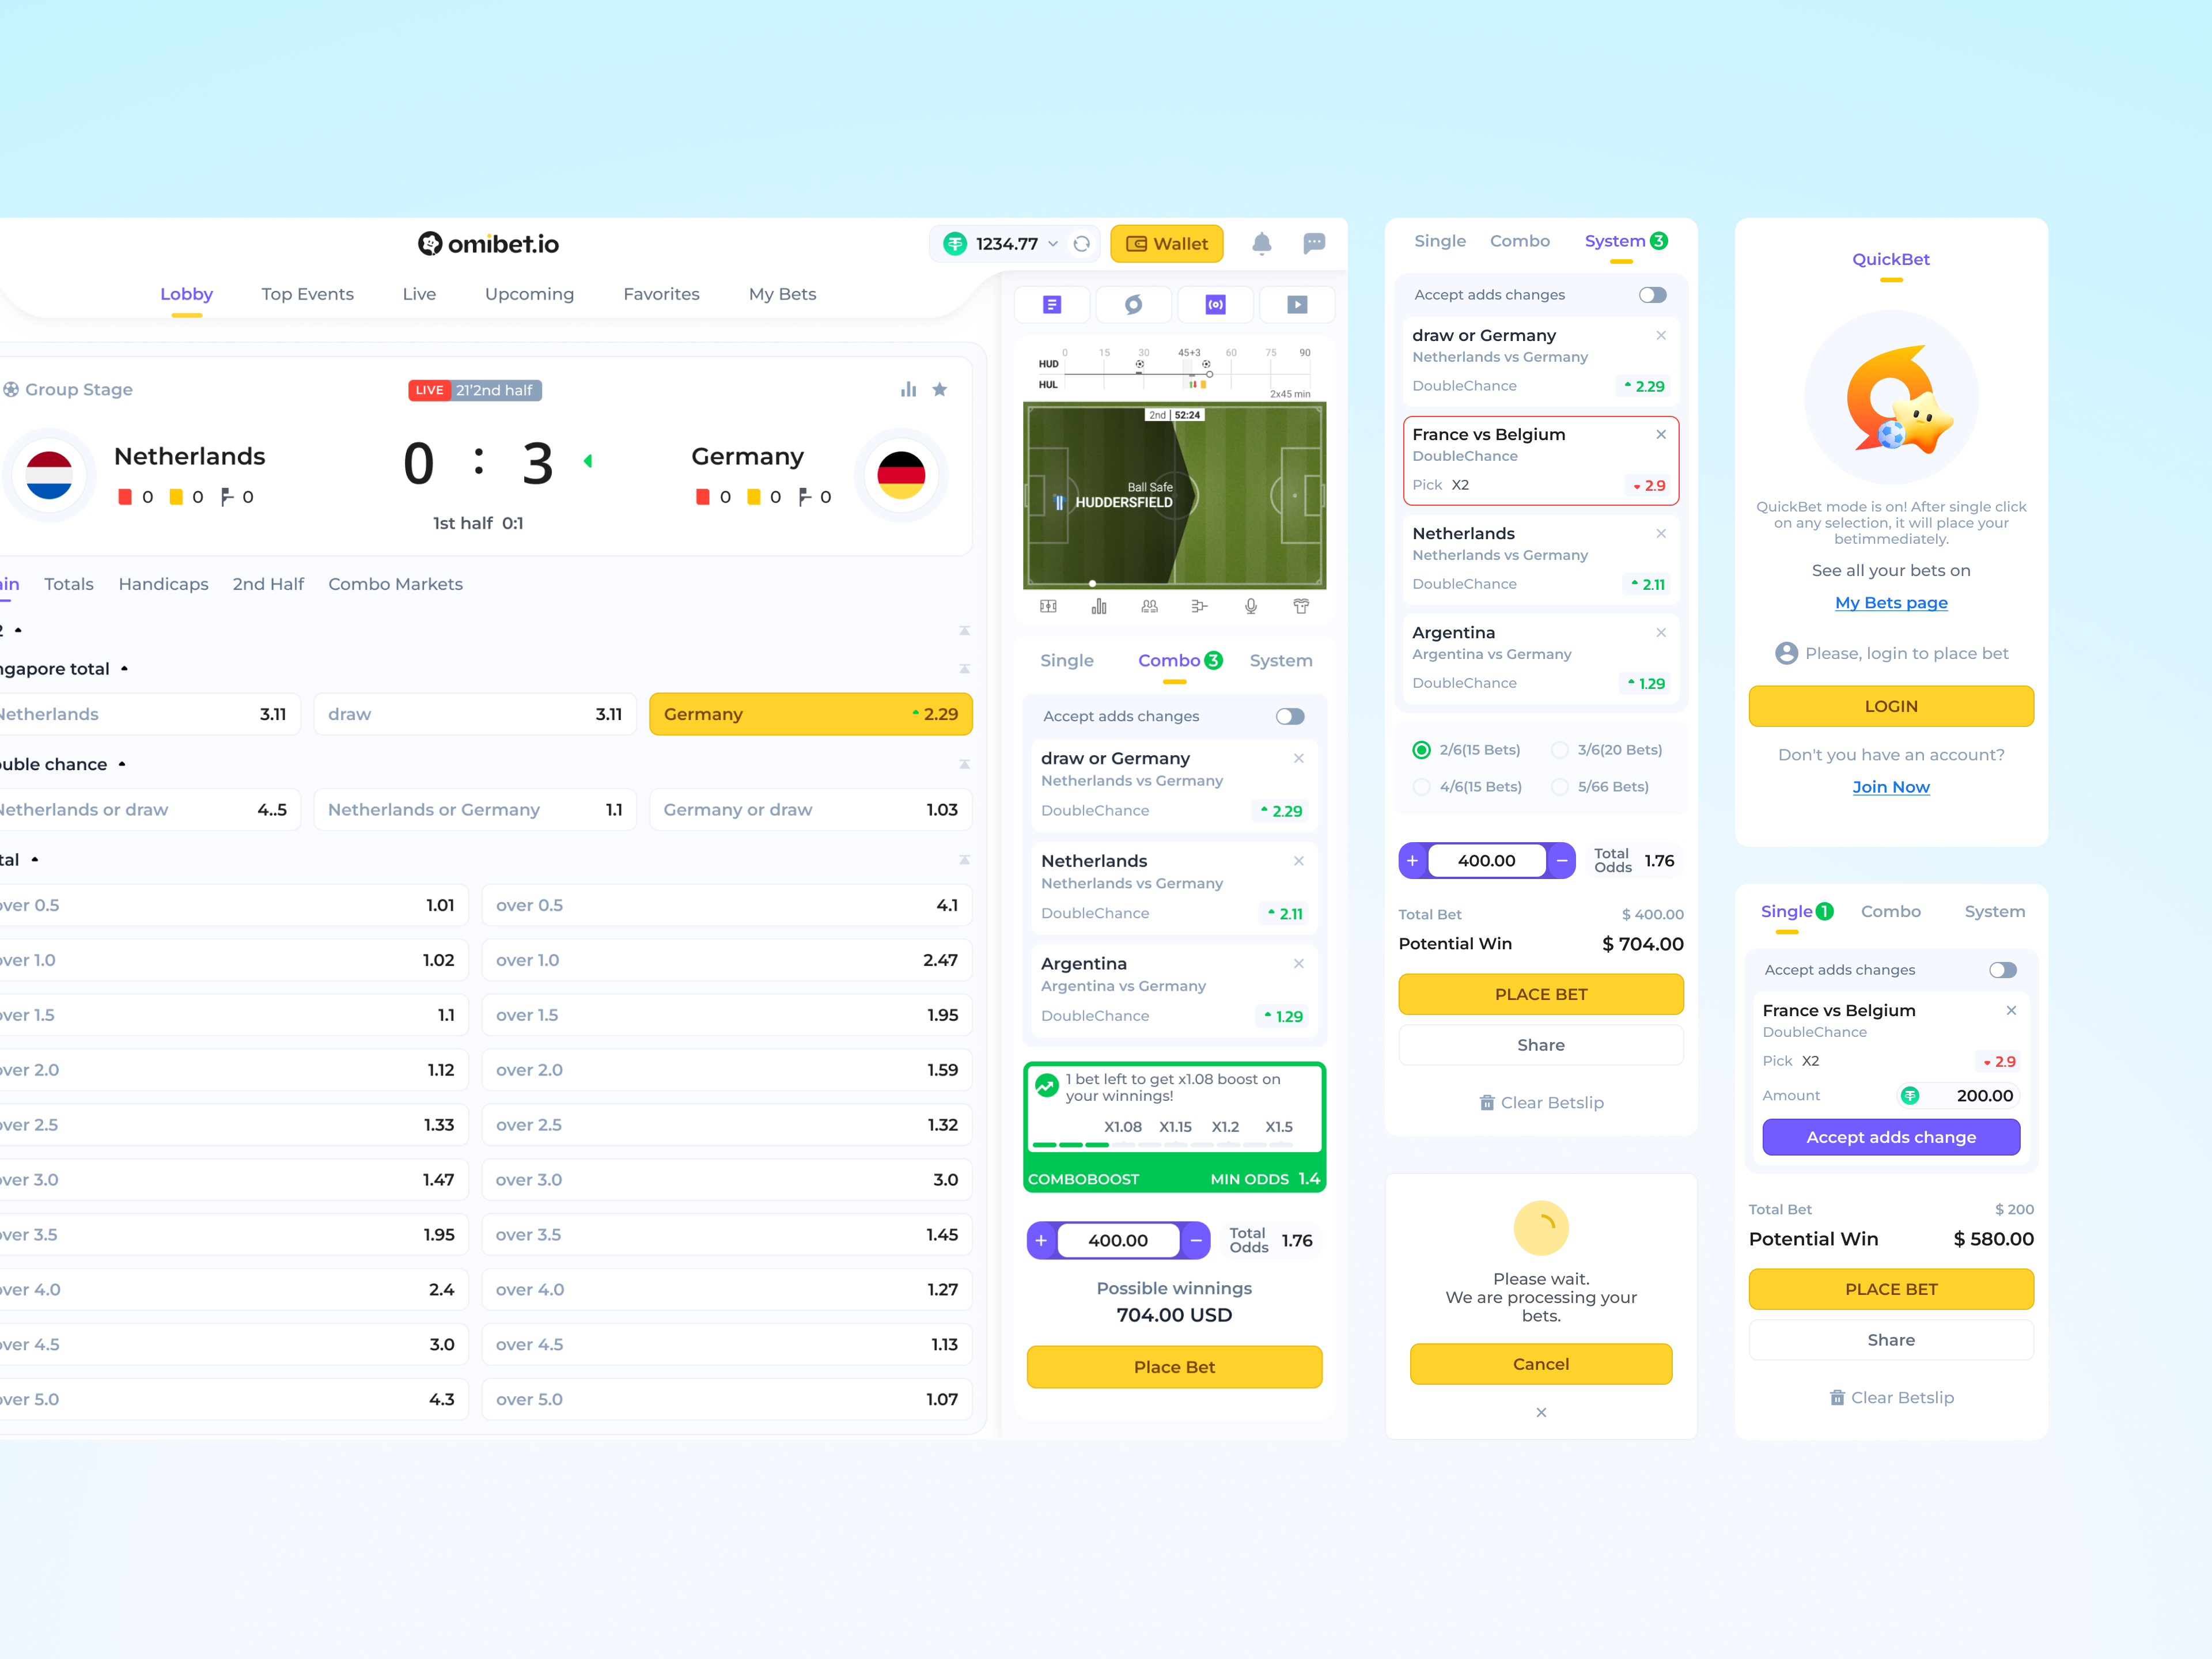 omibet.io
1234.77
Wallet
Lobby
Top Events
Live
Upcoming
Favorites
My Bets
Group Stage
LIVE 21'2nd half
Netherlands
0 0 0
0 : 3
1st half 0:1
Germany
0 0 0
Totals
Handicaps
2nd Half
Combo Markets
ngapore total
Netherlands 3.11
draw 3.11
Germany 2.29
uble chance
Netherlands or draw 4..5
Netherlands or Germany 1.1
Germany or draw 1.03
tal
over 0.5 1.01
over 0.5 4.1
over 1.0 1.02
over 1.0 2.47
over 1.5 1.1
over 1.5 1.95
over 2.0 1.12
over 2.0 1.59
over 2.5 1.33
over 2.5 1.32
over 3.0 1.47
over 3.0 3.0
over 3.5 1.95
over 3.5 1.45
over 4.0 2.4
over 4.0 1.27
over 4.5 3.0
over 4.5 1.13
over 5.0 4.3
over 5.0 1.07
0 15 30 45+3 60 75 90
HUD
HUL
2x45 min
2nd | 52:24
Ball Safe
HUDDERSFIELD
Single
Combo 3
System
Accept adds changes
draw or Germany
Netherlands vs Germany
DoubleChance 2.29
Netherlands
Netherlands vs Germany
DoubleChance 2.11
Argentina
Argentina vs Germany
DoubleChance 1.29
1 bet left to get x1.08 boost on
your winnings!
X1.08 X1.15 X1.2 X1.5
COMBOBOOST MIN ODDS 1.4
+ 400.00 −
Total
Odds
1.76
Possible winnings
704.00 USD
Place Bet
Single
Combo
System 3
Accept adds changes
draw or Germany
Netherlands vs Germany
DoubleChance 2.29
France vs Belgium
DoubleChance
Pick X2 2.9
Netherlands
Netherlands vs Germany
DoubleChance 2.11
Argentina
Argentina vs Germany
DoubleChance 1.29
2/6(15 Bets)
3/6(20 Bets)
4/6(15 Bets)
5/66 Bets)
+ 400.00 −
Total
Odds
1.76
Total Bet $ 400.00
Potential Win $ 704.00
PLACE BET
Share
Clear Betslip
Please wait.
We are processing your
bets.
Cancel
QuickBet
QuickBet mode is on! After single click
on any selection, it will place your
betimmediately.
See all your bets on
My Bets page
Please, login to place bet
LOGIN
Don't you have an account?
Join Now
Single 1
Combo
System
Accept adds changes
France vs Belgium
DoubleChance
Pick X2 2.9
Amount 200.00
Accept adds change
Total Bet $ 200
Potential Win $ 580.00
PLACE BET
Share
Clear Betslip